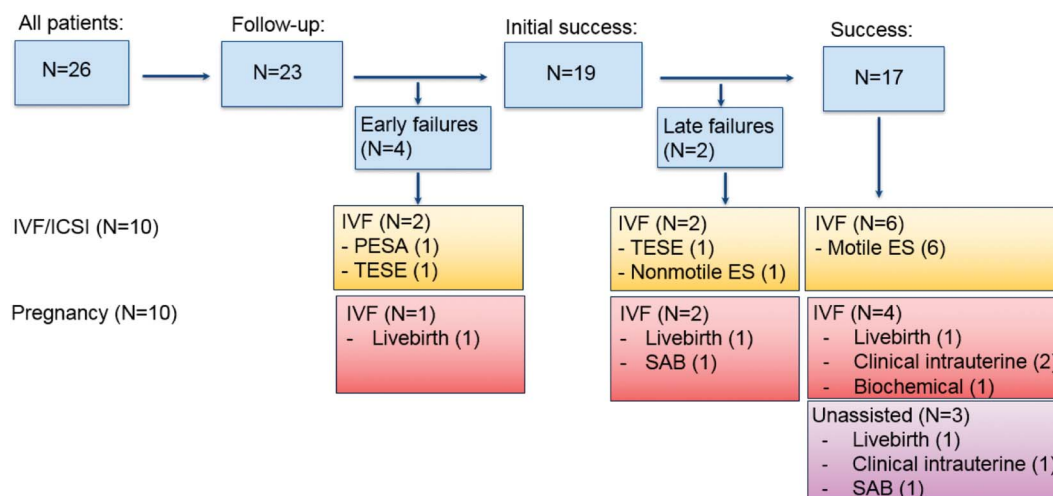 All patients:
N=26
Follow-up:
N=23
Initial success:
N=19
Success:
N=17
Early failures
(N=4)
Late failures
(N=2)
IVF/ICSI (N=10)
IVF (N=2)
- PESA (1)
- TESE (1)
IVF (N=2)
- TESE (1)
- Nonmotile ES (1)
IVF (N=6)
- Motile ES (6)
Pregnancy (N=10)
IVF (N=1)
- Livebirth (1)
IVF (N=2)
- Livebirth (1)
- SAB (1)
IVF (N=4)
- Livebirth (1)
- Clinical intrauterine (2)
- Biochemical (1)
Unassisted (N=3)
- Livebirth (1)
- Clinical intrauterine (1)
- SAB (1)